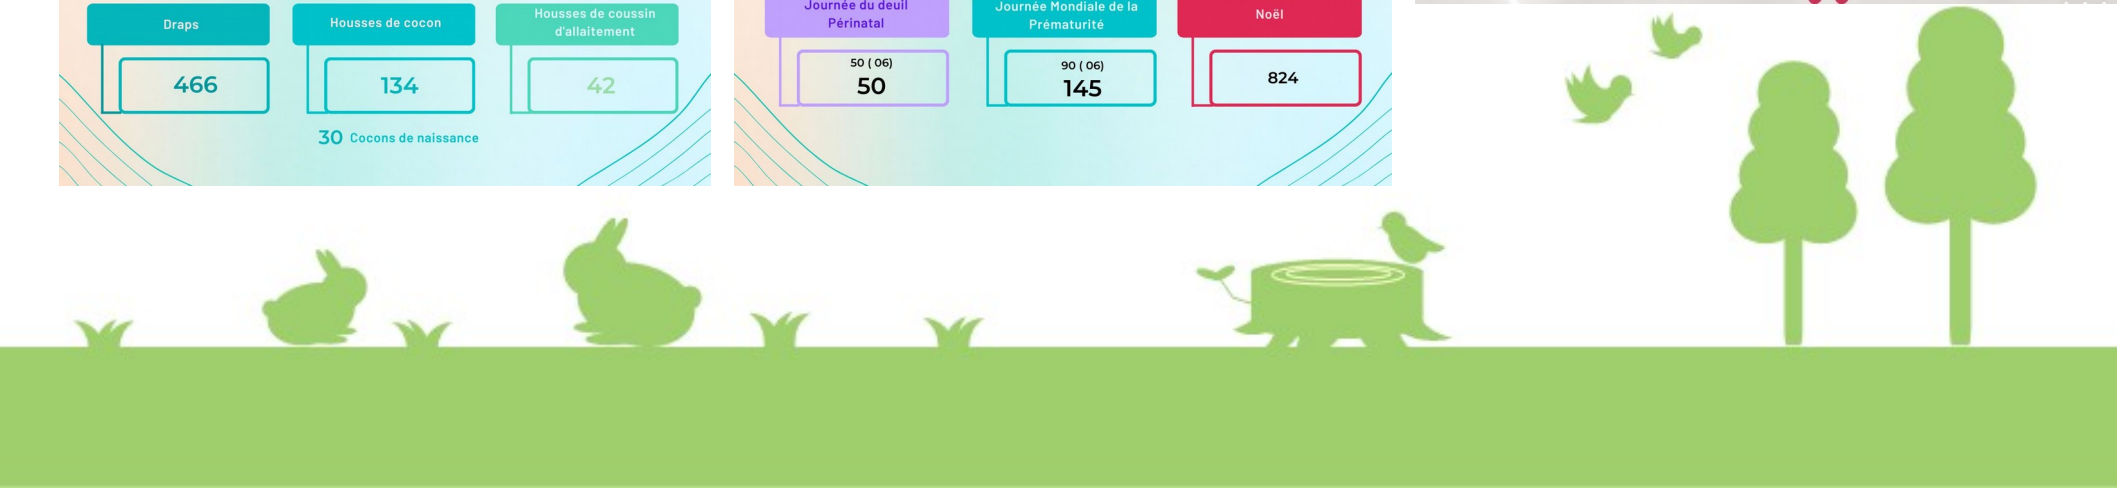 Draps
Housses de cocon
Housses de coussin
d'allaitement
466
134
42
30 Cocons de naissance
Journée du deuil
Périnatal
Journée Mondiale de la
Prématurité
Noël
50 ( 06)
50
90 ( 06)
145
824